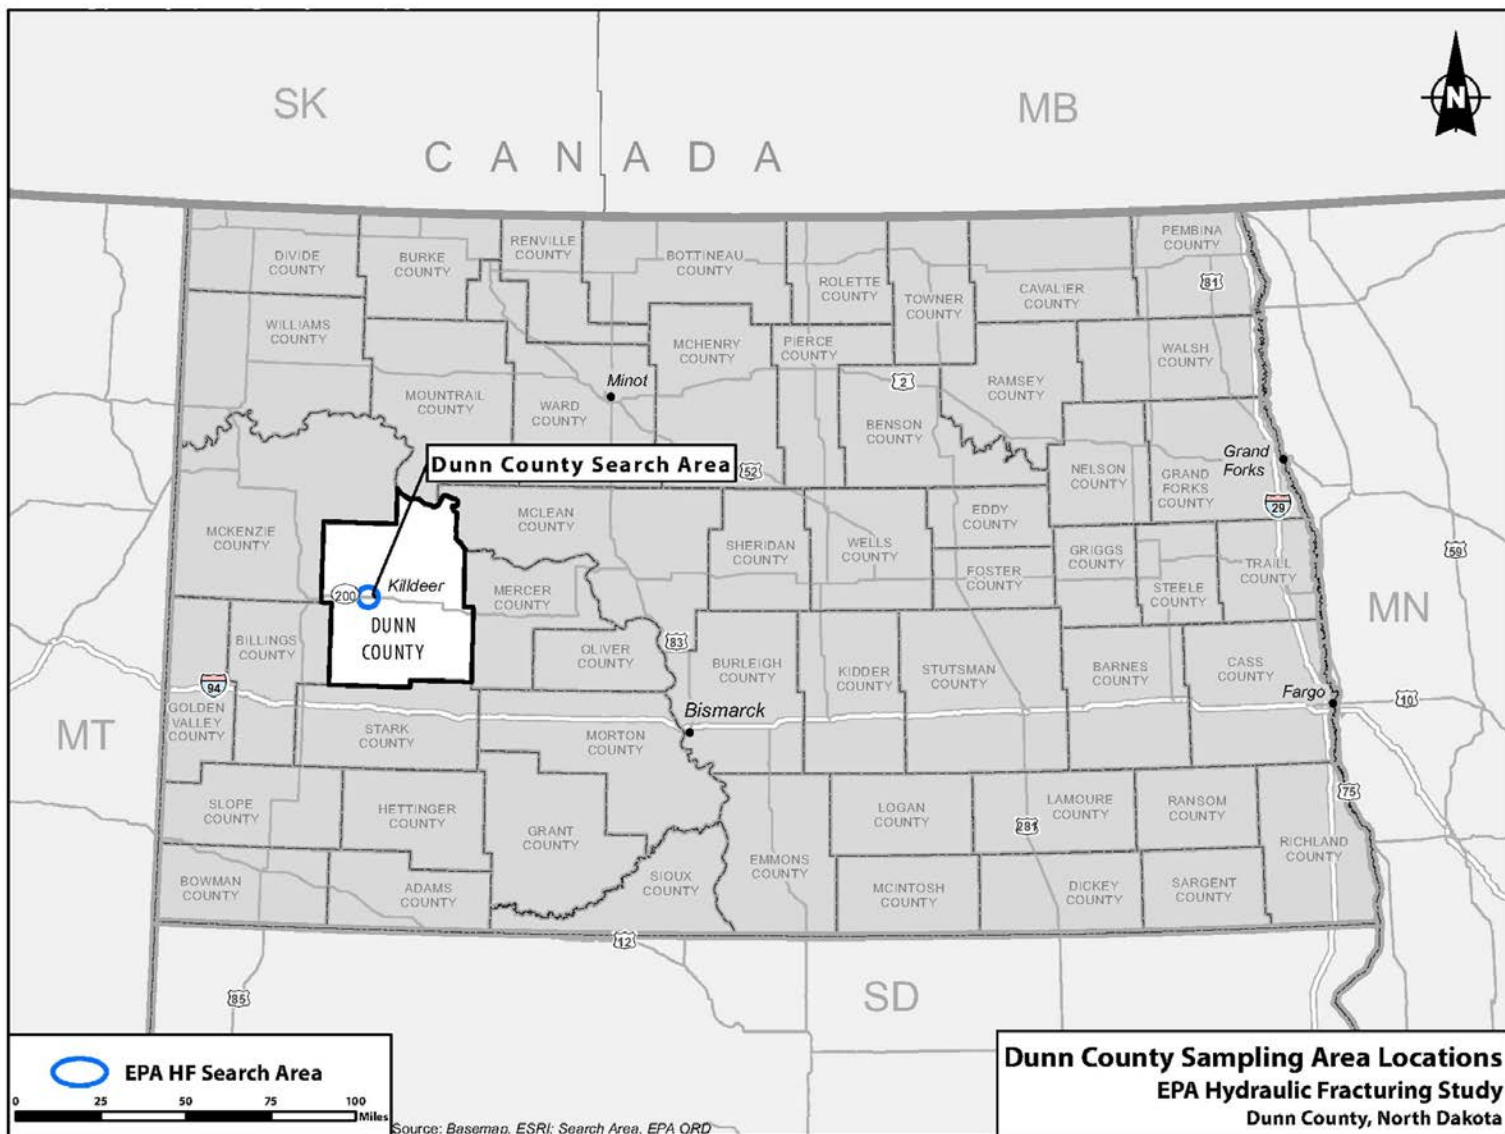 SK
MB
CANADA
N
DIVIDE
COUNTY
BURKE
COUNTY
RENVILLE
COUNTY
BOTTINEAU
COUNTY
ROLETTE
COUNTY
TOWNER
COUNTY
CAVALIER
COUNTY
PEMBINA
COUNTY
81
WILLIAMS
COUNTY
MOUNTRAIL
COUNTY
WARD
COUNTY
Minot
MCHENRY
COUNTY
PIERCE
COUNTY
2
BENSON
COUNTY
RAMSEY
COUNTY
WALSH
COUNTY
Dunn County Search Area
52
NELSON
COUNTY
GRAND
FORKS
COUNTY
Grand
Forks
29
59
MCKENZIE
COUNTY
MCLEAN
COUNTY
SHERIDAN
COUNTY
WELLS
COUNTY
EDDY
COUNTY
FOSTER
COUNTY
GRIGGS
COUNTY
STEELE
COUNTY
TRAILL
COUNTY
MN
200
Killdeer
DUNN
COUNTY
MERCER
COUNTY
BILLINGS
COUNTY
94
OLIVER
COUNTY
83
BURLEIGH
COUNTY
KIDDER
COUNTY
STUTSMAN
COUNTY
BARNES
COUNTY
CASS
COUNTY
Fargo
10
MT
GOLDEN
VALLEY
COUNTY
STARK
COUNTY
MORTON
COUNTY
Bismarck
SLOPE
COUNTY
HETTINGER
COUNTY
GRANT
COUNTY
LOGAN
COUNTY
281
LAMOURE
COUNTY
RANSOM
COUNTY
75
RICHLAND
COUNTY
BOWMAN
COUNTY
ADAMS
COUNTY
SIOUX
COUNTY
EMMONS
COUNTY
MCINTOSH
COUNTY
DICKEY
COUNTY
SARGENT
COUNTY
12
85
SD
EPA HF Search Area
0 25 50 75 100
Miles
Source: Basemap, ESRI; Search Area, EPA ORD
Dunn County Sampling Area Locations
EPA Hydraulic Fracturing Study
Dunn County, North Dakota